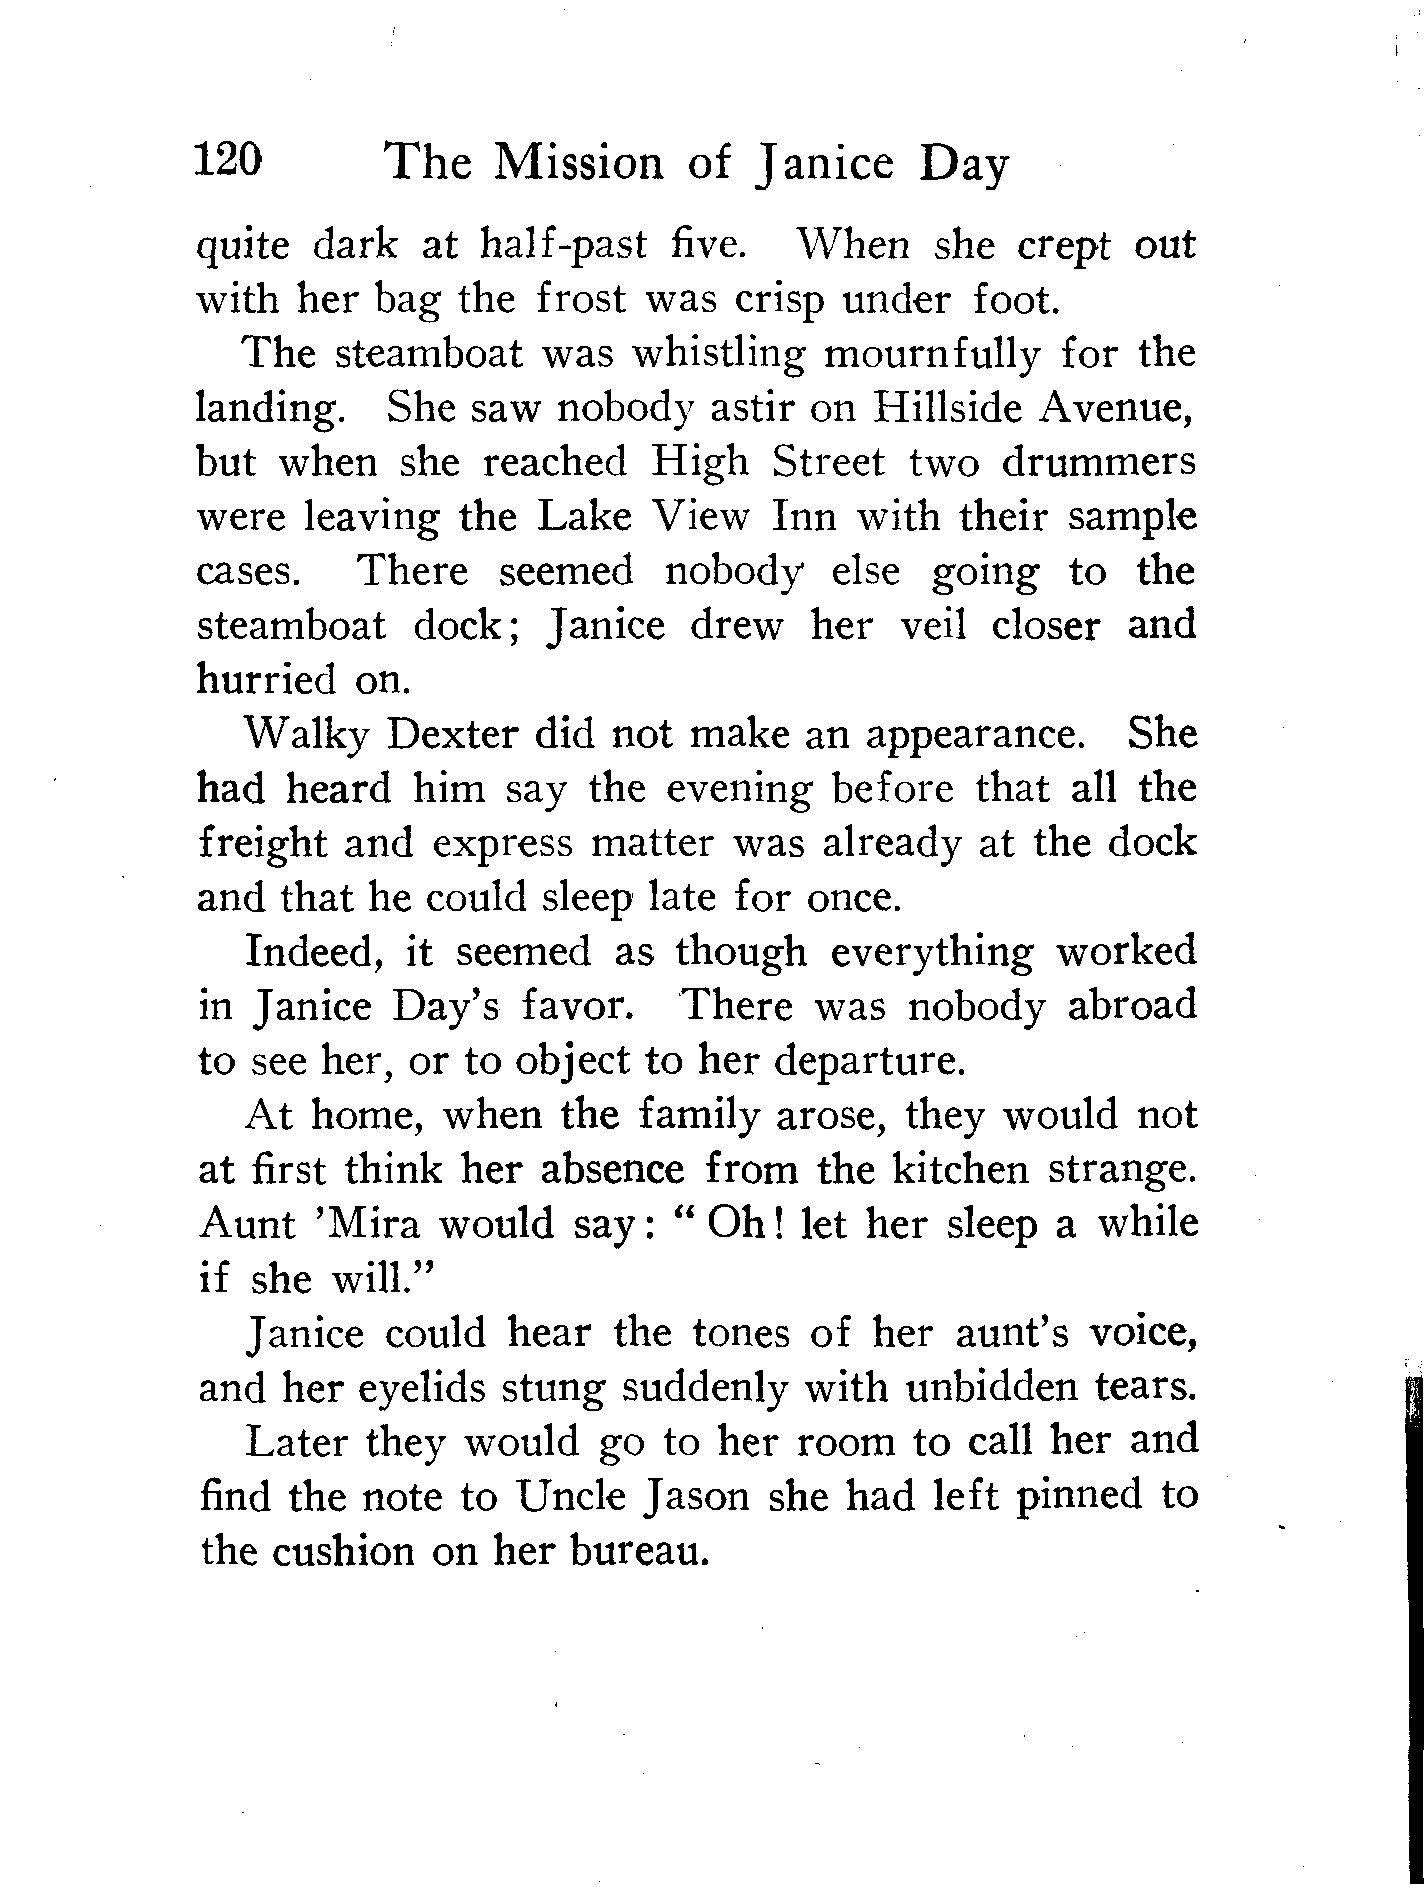 120 The Mission of Janice Day
quite dark at half-past five. When she crept out
with her bag the frost was crisp under foot.
The steamboat was whistling mournfully for the
landing. She saw nobody astir on Hillside Avenue,
but when she reached High Street two drummers
were leaving the Lake View Inn with their sample
cases. There seemed nobody else going to the
steamboat dock; Janice drew her veil closer and
hurried on.
Walky Dexter did not make an appearance. She
had heard him say the evening before that all the
freight and express matter was already at the dock
and that he could sleep late for once.
Indeed, it seemed as though everything worked
in Janice Day's favor. There was nobody abroad
to see her, or to object to her departure.
At home, when the family arose, they would not
at first think her absence from the kitchen strange.
Aunt 'Mira would say: "Oh! let her sleep a while
if she will."
Janice could hear the tones of her aunt's voice,
and her eyelids stung suddenly with unbidden tears.
Later they would go to her room to call her and
find the note to Uncle Jason she had left pinned to
the cushion on her bureau.